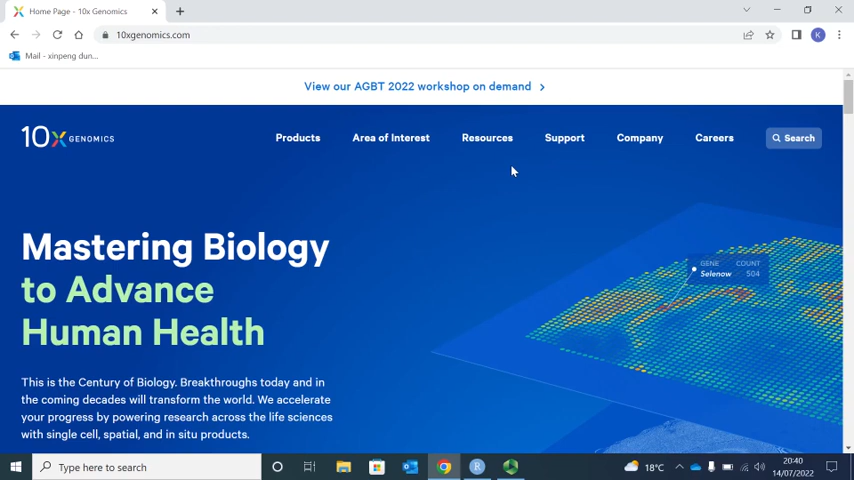 Home Page - 10x Genomics
10xgenomics.com
K
Mail - xinpeng dun...
View our AGBT 2022 workshop on demand
10x GENOMICS
Products
Area of Interest
Resources
Support
Company
Careers
Search
Mastering Biology
to Advance
Human Health
GENE COUNT
Selenow 504
This is the Century of Biology. Breakthroughs today and in
the coming decades will transform the world. We accelerate
your progress by powering research across the life sciences
with single cell, spatial, and in situ products.
Type here to search
R
18°C
20:40
14/07/2022